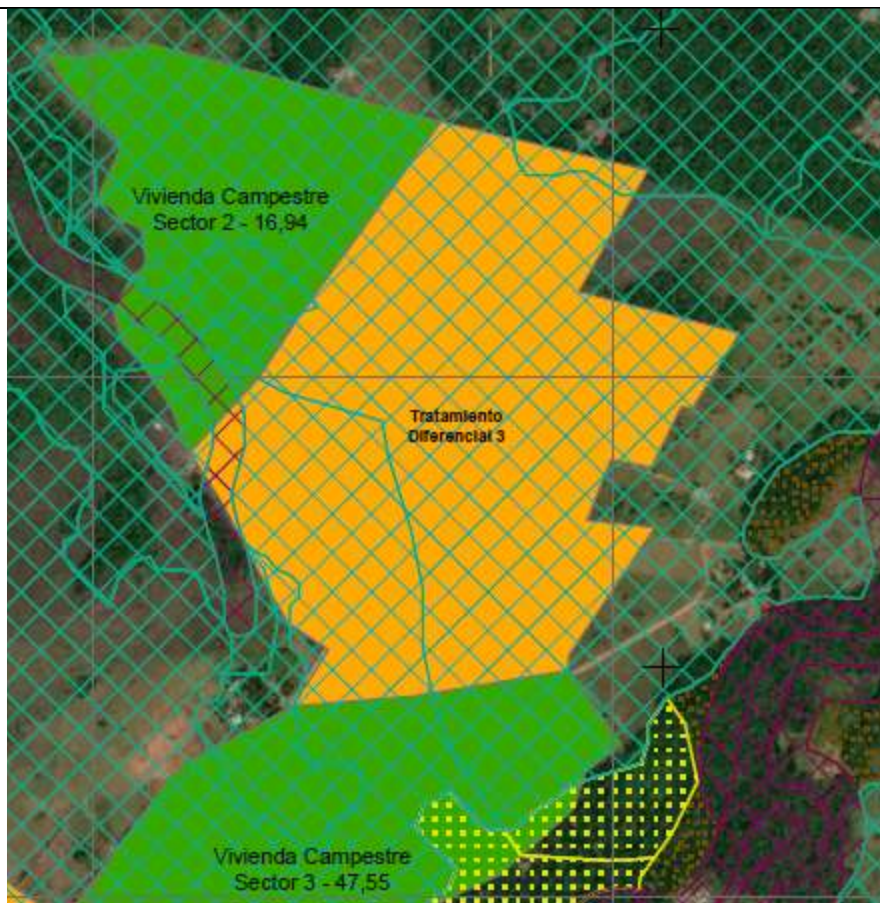 Vivienda Campestre
Sector 2 - 16,94
Tratamiento
Diferencial 3
Vivienda Campestre
Sector 3 - 47,55